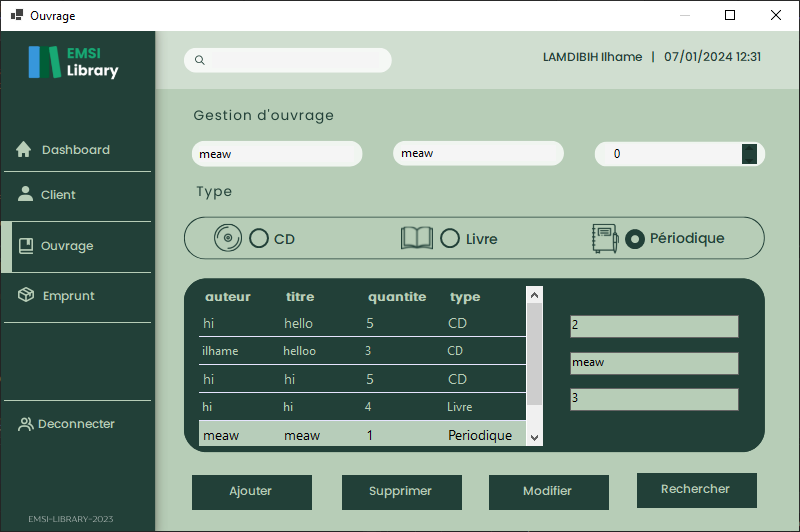 Ouvrage
EMSI
Library
LAMDIBIH Ilhame | 07/01/2024 12:31
Dashboard
Client
Ouvrage
Emprunt
Deconnecter
EMSI-LIBRARY-2023
Gestion d'ouvrage
meaw meaw 0
Type
CD Livre Périodique
auteur titre quantite type
hi hello 5 CD
ilhame helloo 3 CD
hi hi 5 CD
hi hi 4 Livre
meaw meaw 1 Periodique
2
meaw
3
Ajouter Supprimer Modifier Rechercher